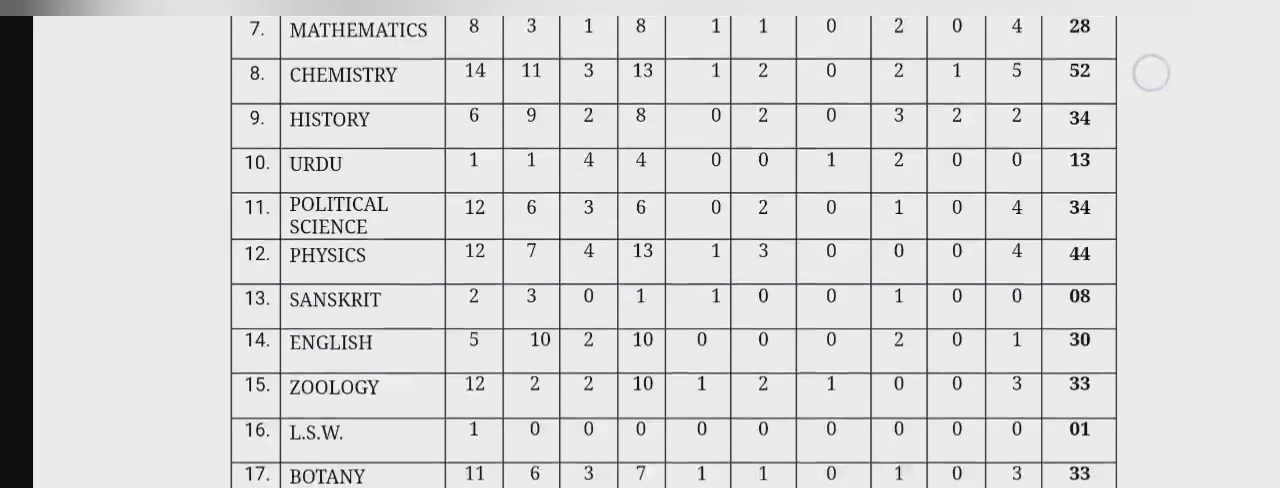 7. MATHEMATICS 8 3 1 8 1 1 0 2 0 4 28
8. CHEMISTRY 14 11 3 13 1 2 0 2 1 5 52
9. HISTORY 6 9 2 8 0 2 0 3 2 2 34
10. URDU 1 1 4 4 0 0 1 2 0 0 13
11. POLITICAL SCIENCE 12 6 3 6 0 2 0 1 0 4 34
12. PHYSICS 12 7 4 13 1 3 0 0 0 4 44
13. SANSKRIT 2 3 0 1 1 0 0 1 0 0 08
14. ENGLISH 5 10 2 10 0 0 0 2 0 1 30
15. ZOOLOGY 12 2 2 10 1 2 1 0 0 3 33
16. L.S.W. 1 0 0 0 0 0 0 0 0 0 01
17. BOTANY 11 6 3 7 1 1 0 1 0 3 33